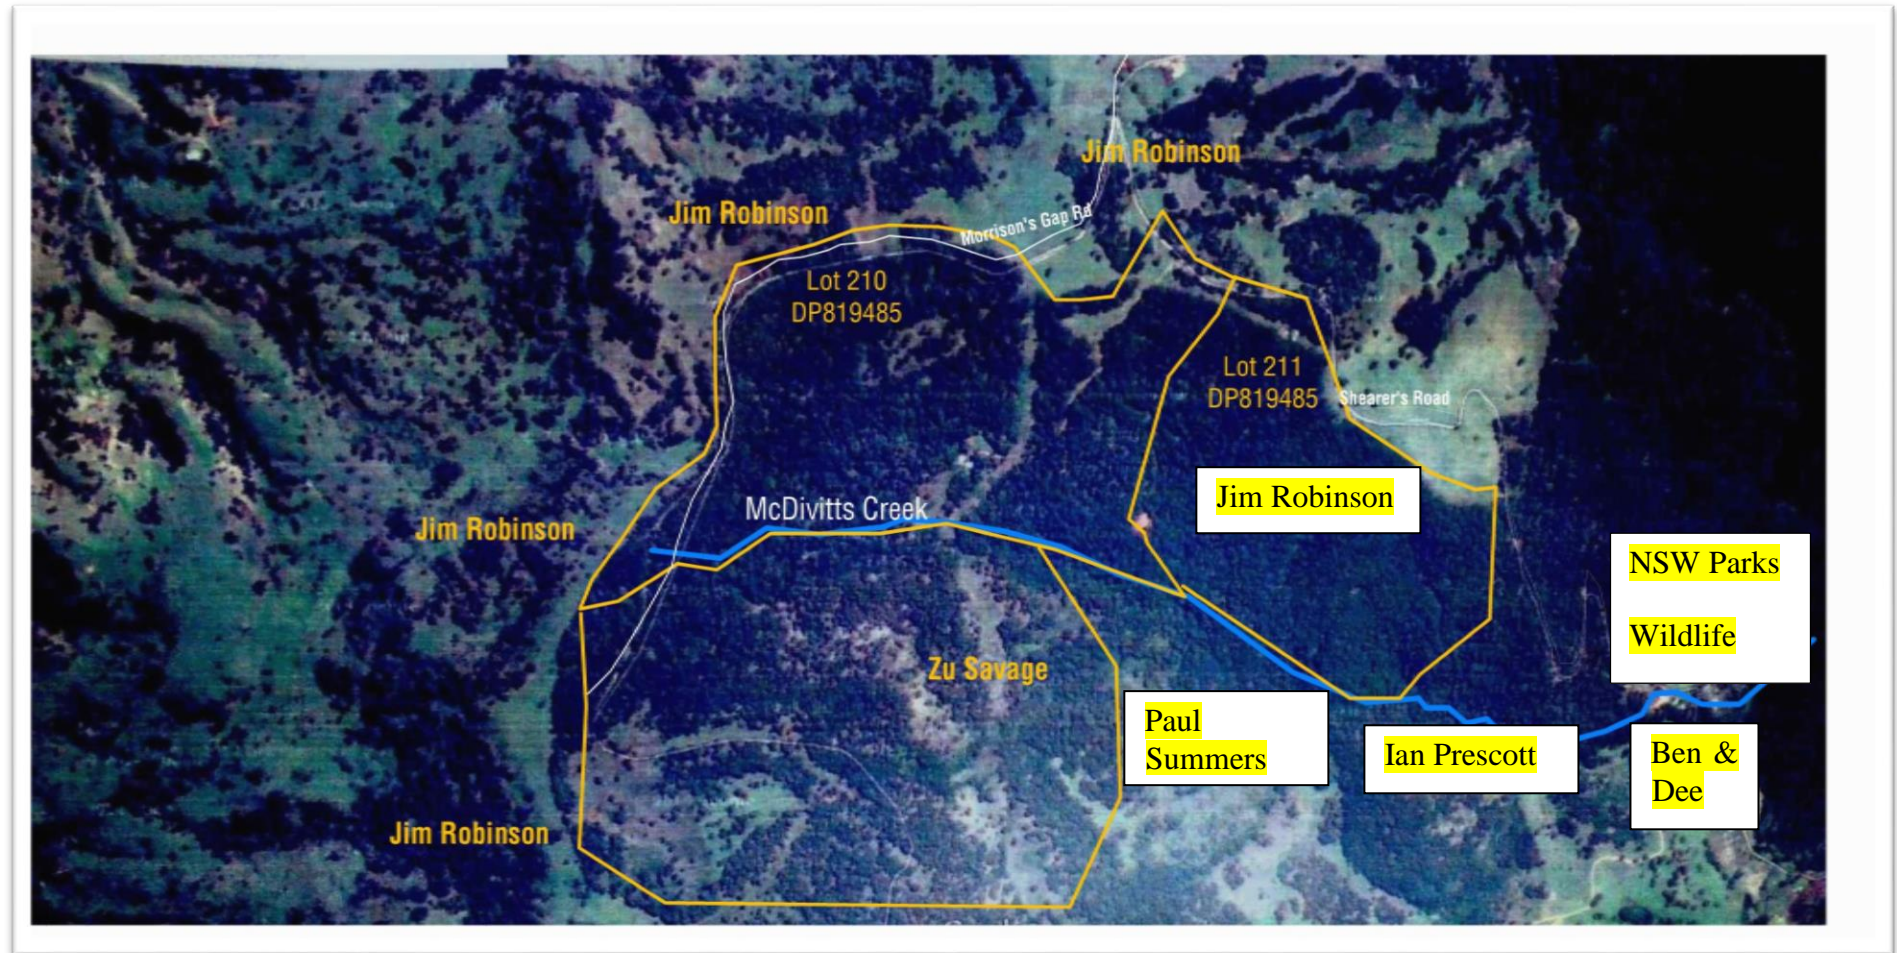 Jim Robinson
Jim Robinson
Morrison's Gap Rd
Lot 210
DP819485
Lot 211
DP819485
Shearer's Road
Jim Robinson
McDivitts Creek
Jim Robinson
NSW Parks
Wildlife
Zu Savage
Paul
Summers
Ian Prescott
Ben &
Dee
Jim Robinson